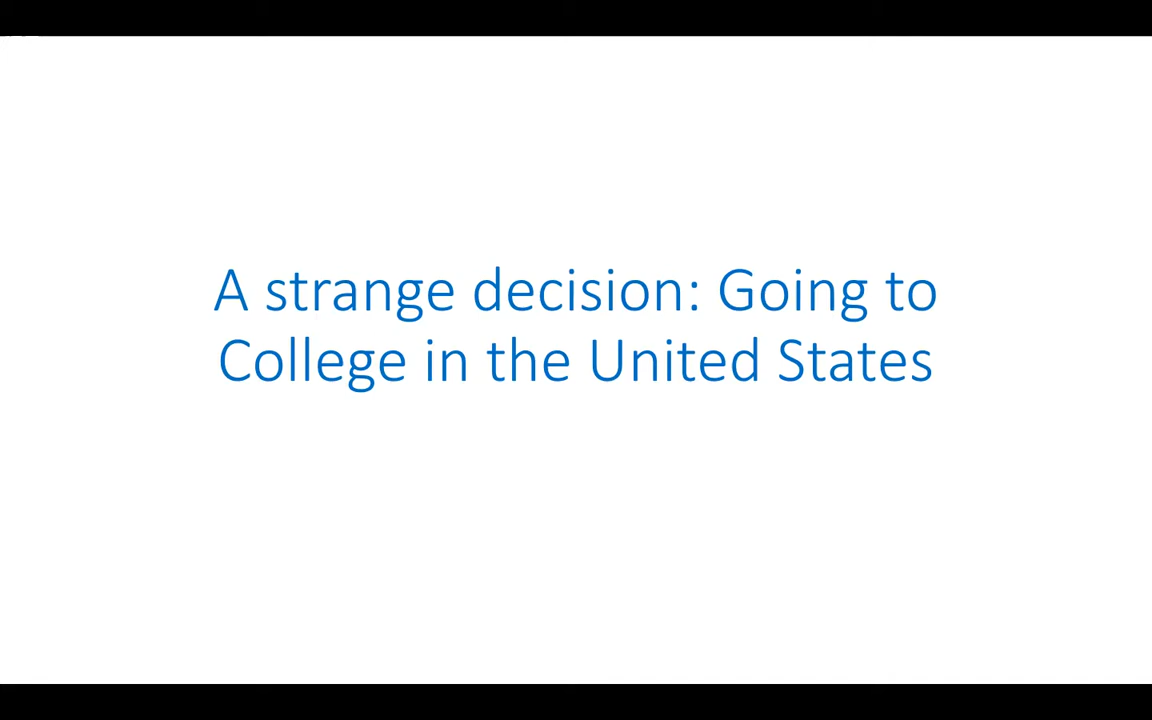 A strange decision: Going to
College in the United States